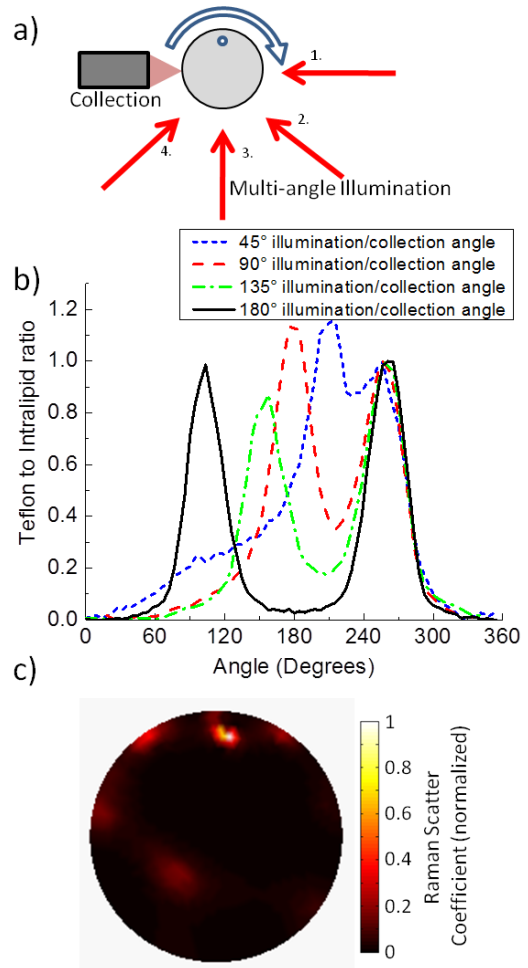 a)
Collection
1.
2.
3.
4.
Multi-angle Illumination
45° illumination/collection angle
90° illumination/collection angle
135° illumination/collection angle
180° illumination/collection angle
b)
Teflon to Intralipid ratio
1.2
1.0
0.8
0.6
0.4
0.2
0.0
0 60 120 180 240 300 360
Angle (Degrees)
c)
1
0.8
0.6
0.4
0.2
0
Raman Scatter
Coefficient (normalized)